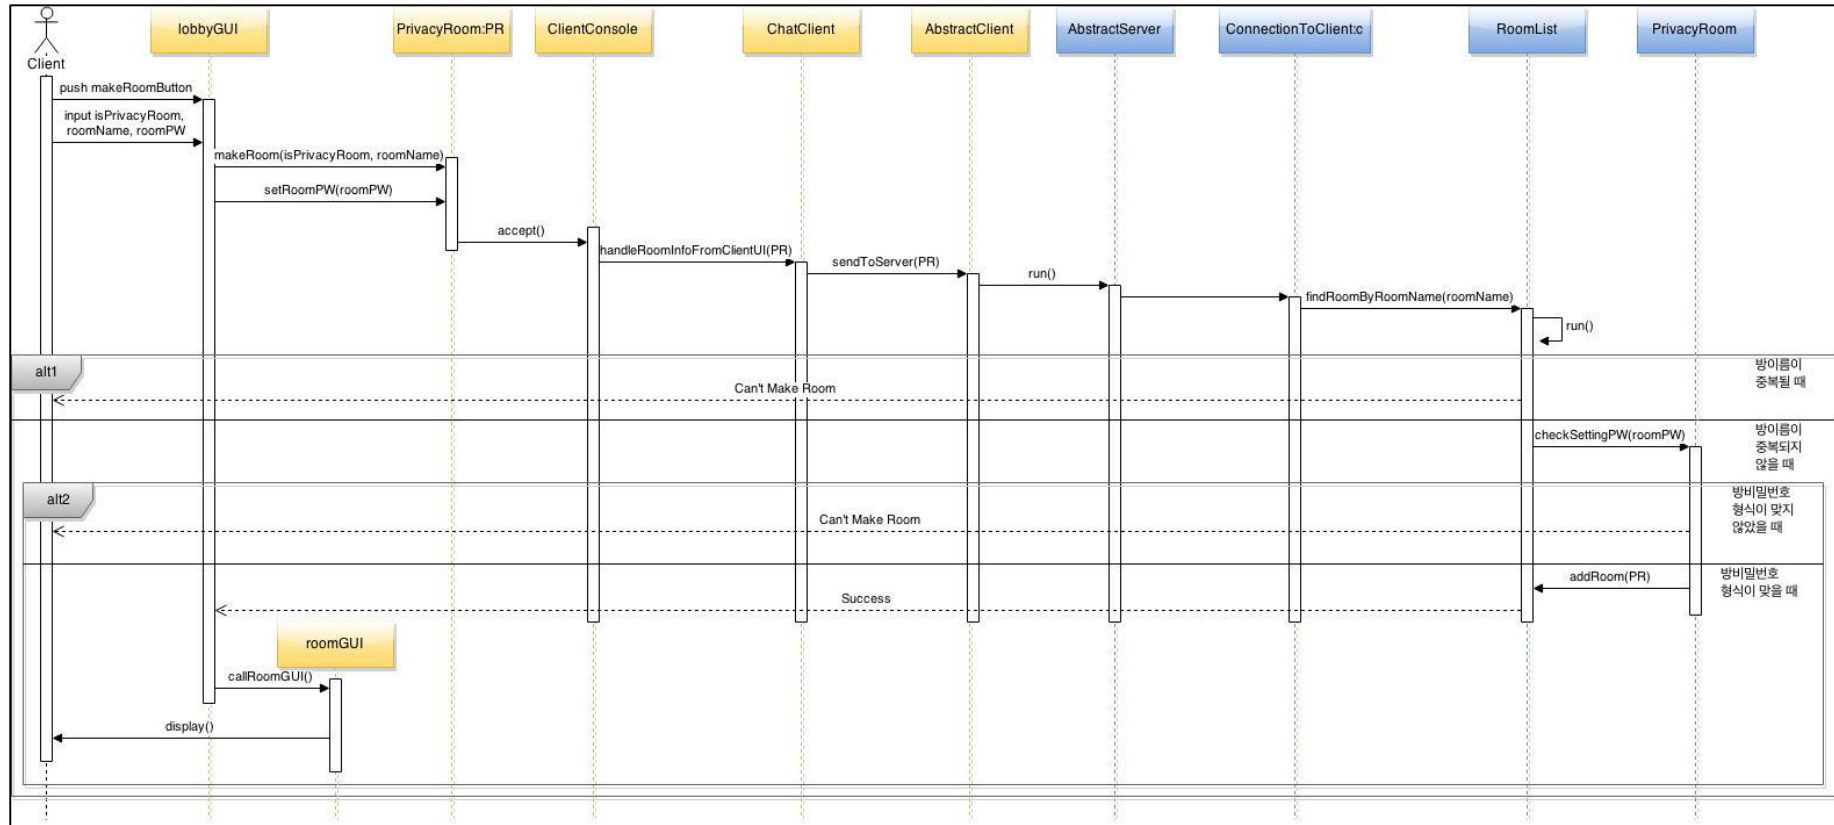 Client
lobbyGUI
PrivacyRoom:PR
ClientConsole
ChatClient
AbstractClient
AbstractServer
ConnectionToClient:c
RoomList
PrivacyRoom
push makeRoomButton
input isPrivacyRoom,
roomName, roomPW
makeRoom(isPrivacyRoom, roomName)
setRoomPW(roomPW)
accept()
handleRoomInfoFromClientUI(PR)
sendToServer(PR)
run()
findRoomByRoomName(roomName)
run()
alt1
방이름이
중복될 때
Can't Make Room
방이름이
중복되지
않을 때
checkSettingPW(roomPW)
alt2
방비밀번호
형식이 맞지
않았을 때
Can't Make Room
방비밀번호
형식이 맞을 때
addRoom(PR)
Success
roomGUI
callRoomGUI()
display()